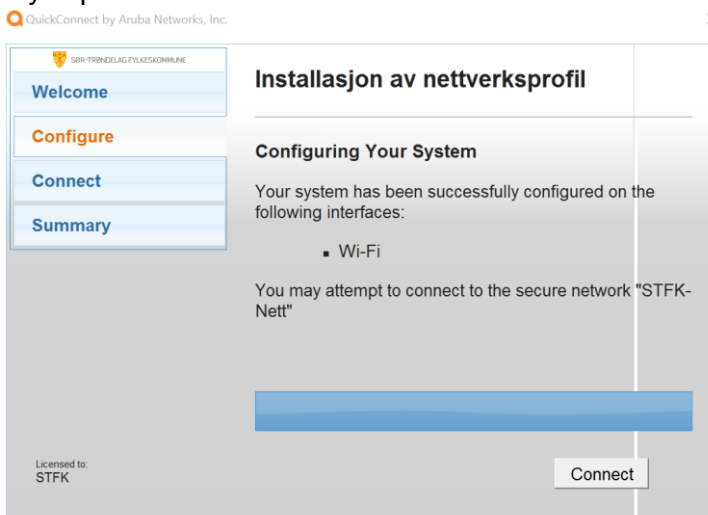 QuickConnect by Aruba Networks, Inc.
SØR-TRØNDELAG FYLKESKOMMUNE
Welcome
Configure
Connect
Summary
Installasjon av nettverksprofil
Configuring Your System
Your system has been successfully configured on the
following interfaces:
▪ Wi-Fi
You may attempt to connect to the secure network "STFK-
Nett"
Licensed to:
STFK
Connect